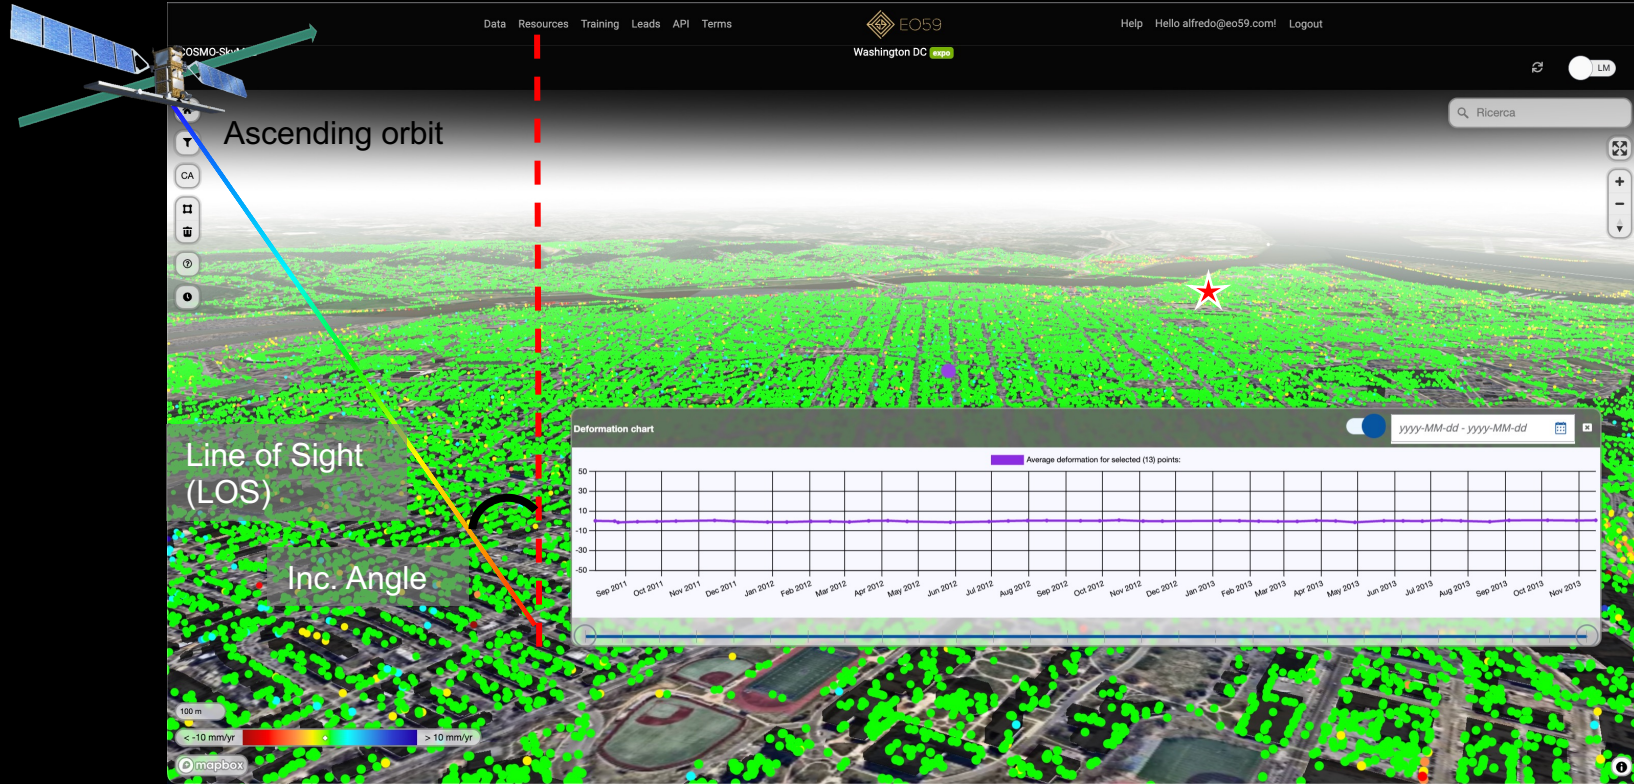 Data Resources Training Leads API Terms
EO59
Help Hello alfredo@eo59.com! Logout
Washington DC expo
LM
Ricerca
Ascending orbit
CA
Line of Sight
(LOS)
Inc. Angle
Deformation chart
yyyy-MM-dd - yyyy-MM-dd
Average deformation for selected (13) points:
50
30
10
-10
-30
-50
Sep 2011 Oct 2011 Nov 2011 Dec 2011 Jan 2012 Feb 2012 Mar 2012 Apr 2012 May 2012 Jun 2012 Jul 2012 Aug 2012 Sep 2012 Oct 2012 Nov 2012 Dec 2012 Jan 2013 Feb 2013 Mar 2013 Apr 2013 May 2013 Jun 2013 Jul 2013 Aug 2013 Sep 2013 Oct 2013 Nov 2013
100 m
< -10 mm/yr > 10 mm/yr
mapbox